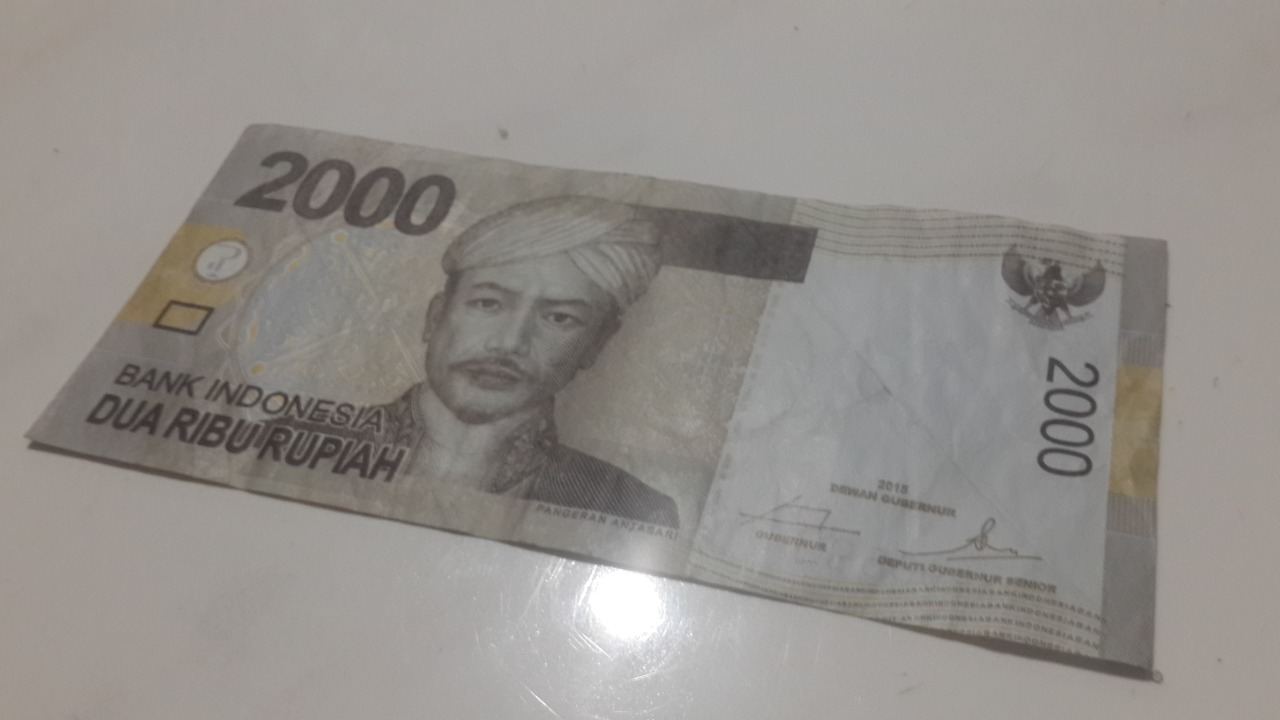 2000
BANK INDONESIA
DUA RIBU RUPIAH
PANGERAN ANTASARI
2000
2015
DEWAN GUBERNUR
GUBERNUR
DEPUTI GUBERNUR SENIOR